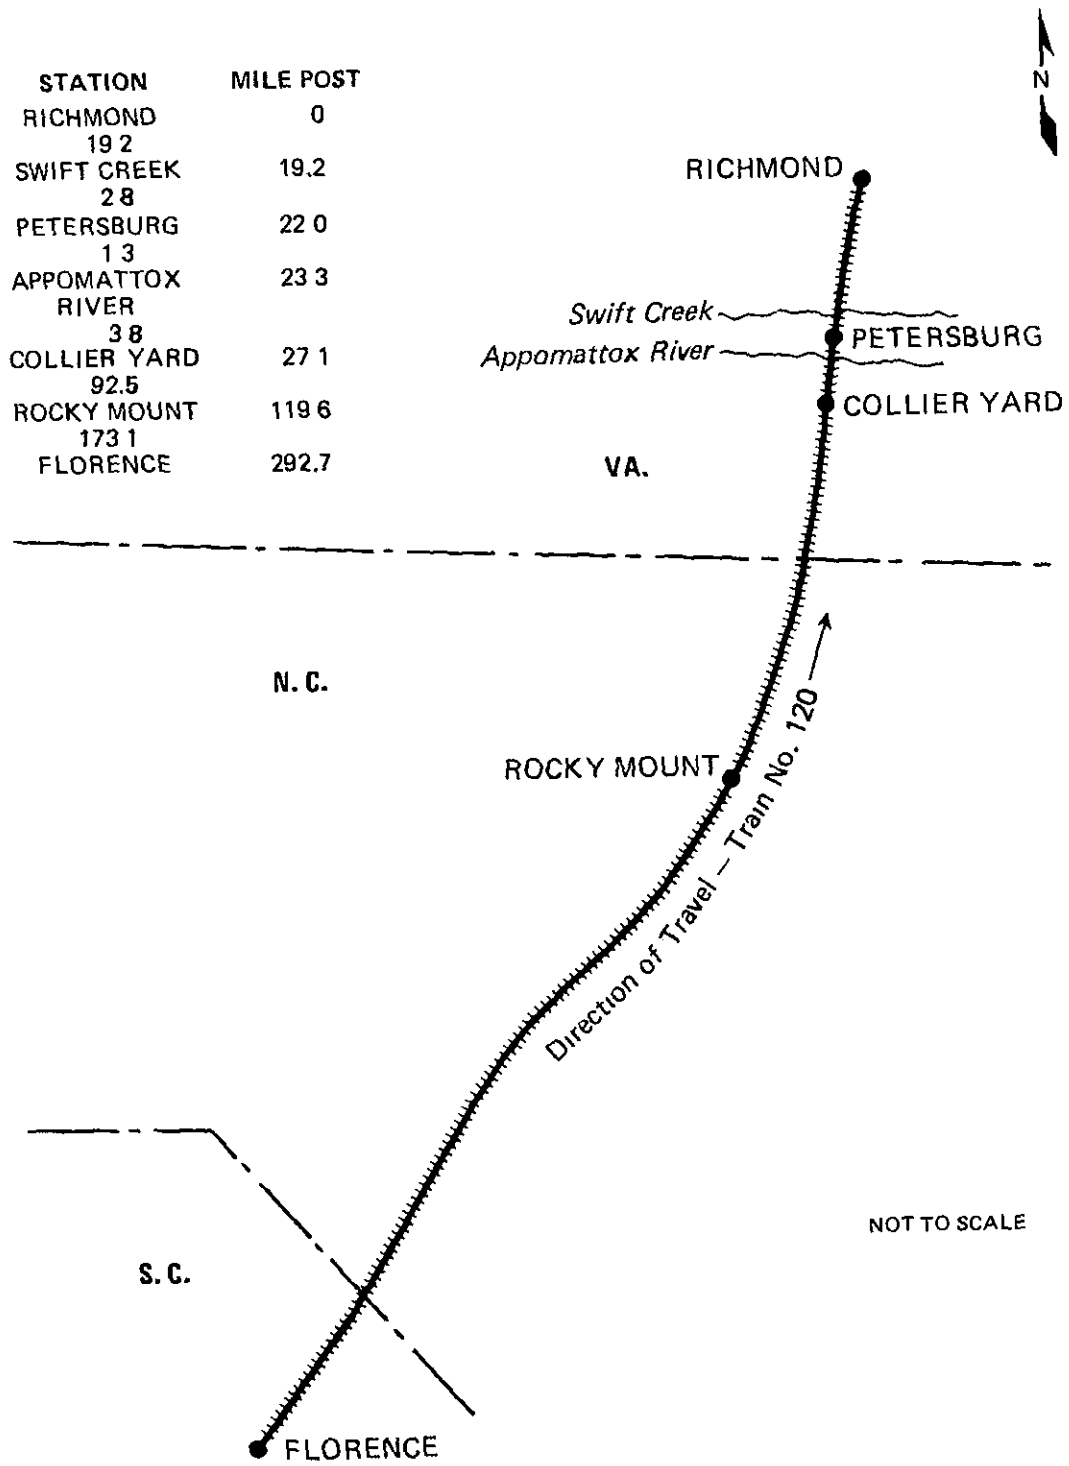 STATION MILE POST
RICHMOND 0
19 2
SWIFT CREEK 19.2
2 8
PETERSBURG 22 0
1 3
APPOMATTOX 23 3
RIVER
3 8
COLLIER YARD 27 1
92.5
ROCKY MOUNT 119 6
173 1
FLORENCE 292.7
N
RICHMOND
Swift Creek
PETERSBURG
Appomattox River
COLLIER YARD
VA.
N. C.
ROCKY MOUNT
Direction of Travel — Train No. 120
NOT TO SCALE
S. C.
FLORENCE